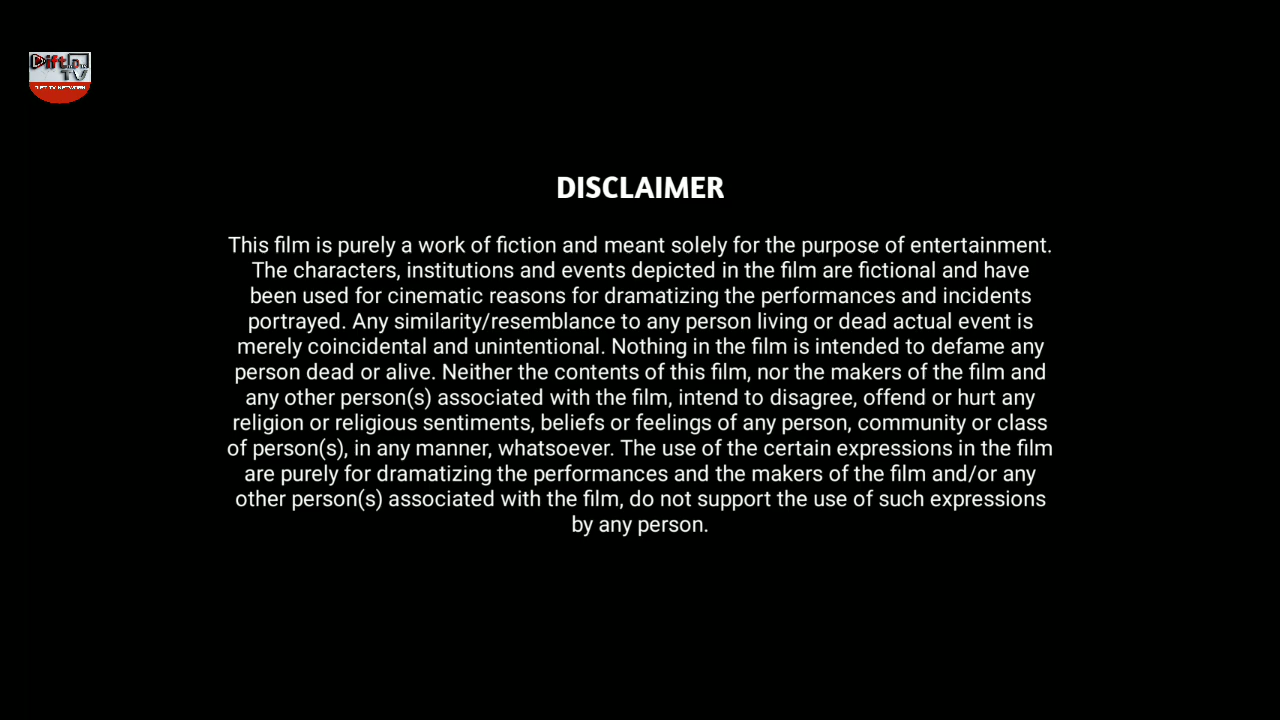 TV
DISCLAIMER
This film is purely a work of fiction and meant solely for the purpose of entertainment.
The characters, institutions and events depicted in the film are fictional and have
been used for cinematic reasons for dramatizing the performances and incidents
portrayed. Any similarity/resemblance to any person living or dead actual event is
merely coincidental and unintentional. Nothing in the film is intended to defame any
person dead or alive. Neither the contents of this film, nor the makers of the film and
any other person(s) associated with the film, intend to disagree, offend or hurt any
religion or religious sentiments, beliefs or feelings of any person, community or class
of person(s), in any manner, whatsoever. The use of the certain expressions in the film
are purely for dramatizing the performances and the makers of the film and/or any
other person(s) associated with the film, do not support the use of such expressions
by any person.